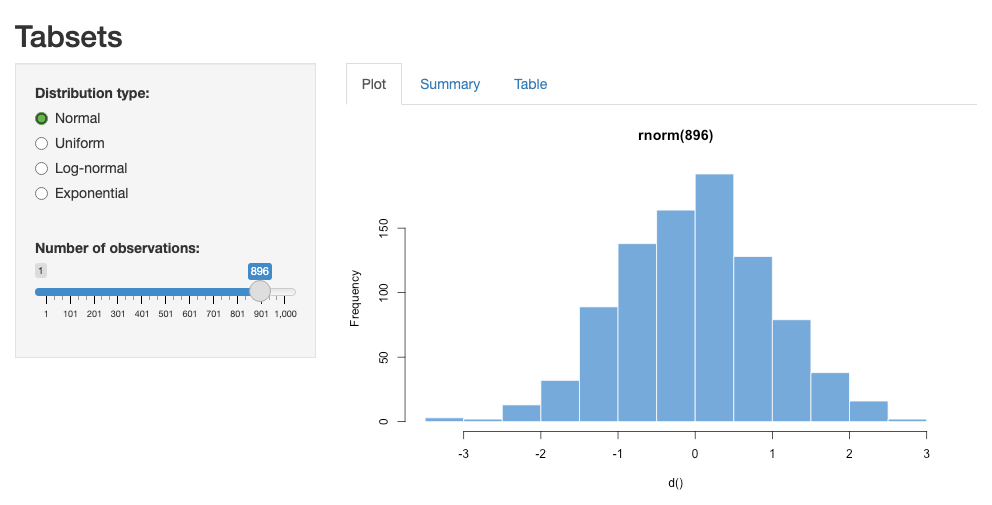 Tabsets
Distribution type:
Normal
Uniform
Log-normal
Exponential
Number of observations:
1 896
1 101 201 301 401 501 601 701 801 901 1,000
Plot Summary Table
rnorm(896)
Frequency
0 50 100 150
-3 -2 -1 0 1 2 3
d()